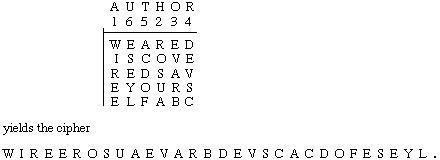 A U T H O R
1 6 5 2 3 4
W E A R E D
I S C O V E
R E D S A V
E Y O U R S
E L F A B C
yields the cipher
W I R E E R O S U A E V A R B D E V S C A C D O F E S E Y L .